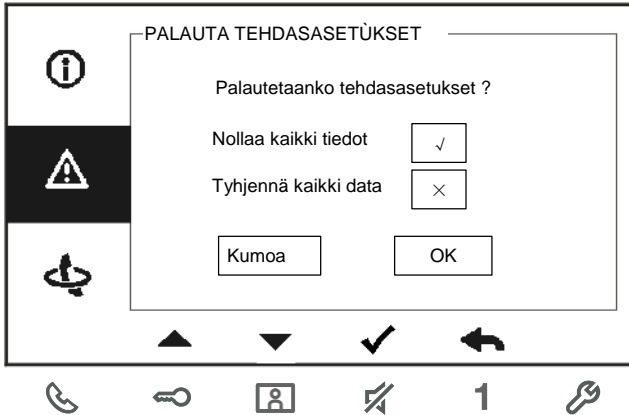 PALAUTA TEHDASASETÙKSET
Palautetaanko tehdasasetukset ?
Nollaa kaikki tiedot √
Tyhjennä kaikki data ×
Kumoa OK
1